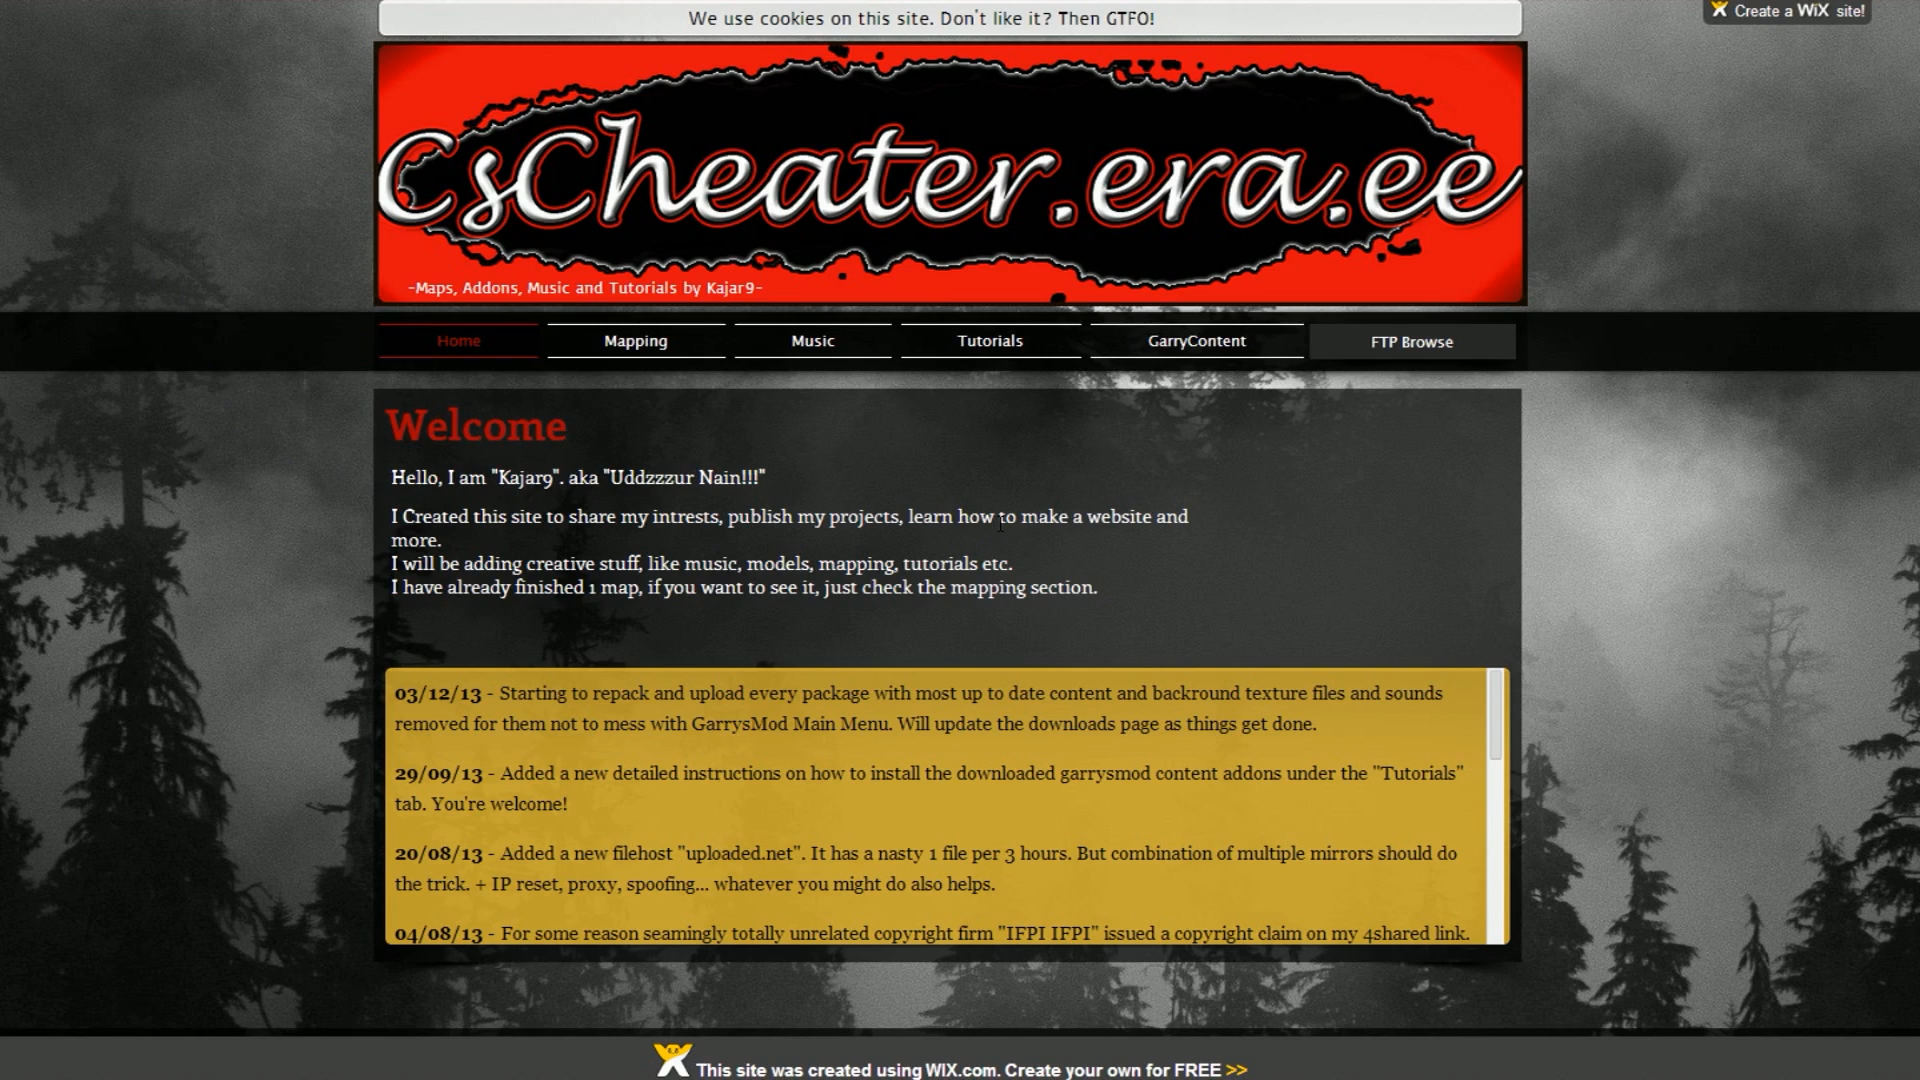 We use cookies on this site. Don't like it? Then GTFO!
Create a WiX site!
CsCheater.era.ee
-Maps, Addons, Music and Tutorials by Kajar9-
Home
Mapping
Music
Tutorials
GarryContent
FTP Browse
Welcome
Hello, I am "Kajar9". aka "Uddzzzur Nain!!!"
I Created this site to share my intrests, publish my projects, learn how to make a website and
more.
I will be adding creative stuff, like music, models, mapping, tutorials etc.
I have already finished 1 map, if you want to see it, just check the mapping section.
03/12/13 - Starting to repack and upload every package with most up to date content and backround texture files and sounds
removed for them not to mess with GarrysMod Main Menu. Will update the downloads page as things get done.
29/09/13 - Added a new detailed instructions on how to install the downloaded garrysmod content addons under the "Tutorials"
tab. You're welcome!
20/08/13 - Added a new filehost "uploaded.net". It has a nasty 1 file per 3 hours. But combination of multiple mirrors should do
the trick. + IP reset, proxy, spoofing... whatever you might do also helps.
04/08/13 - For some reason seamingly totally unrelated copyright firm "IFPI IFPI" issued a copyright claim on my 4shared link.
This site was created using WIX.com. Create your own for FREE >>